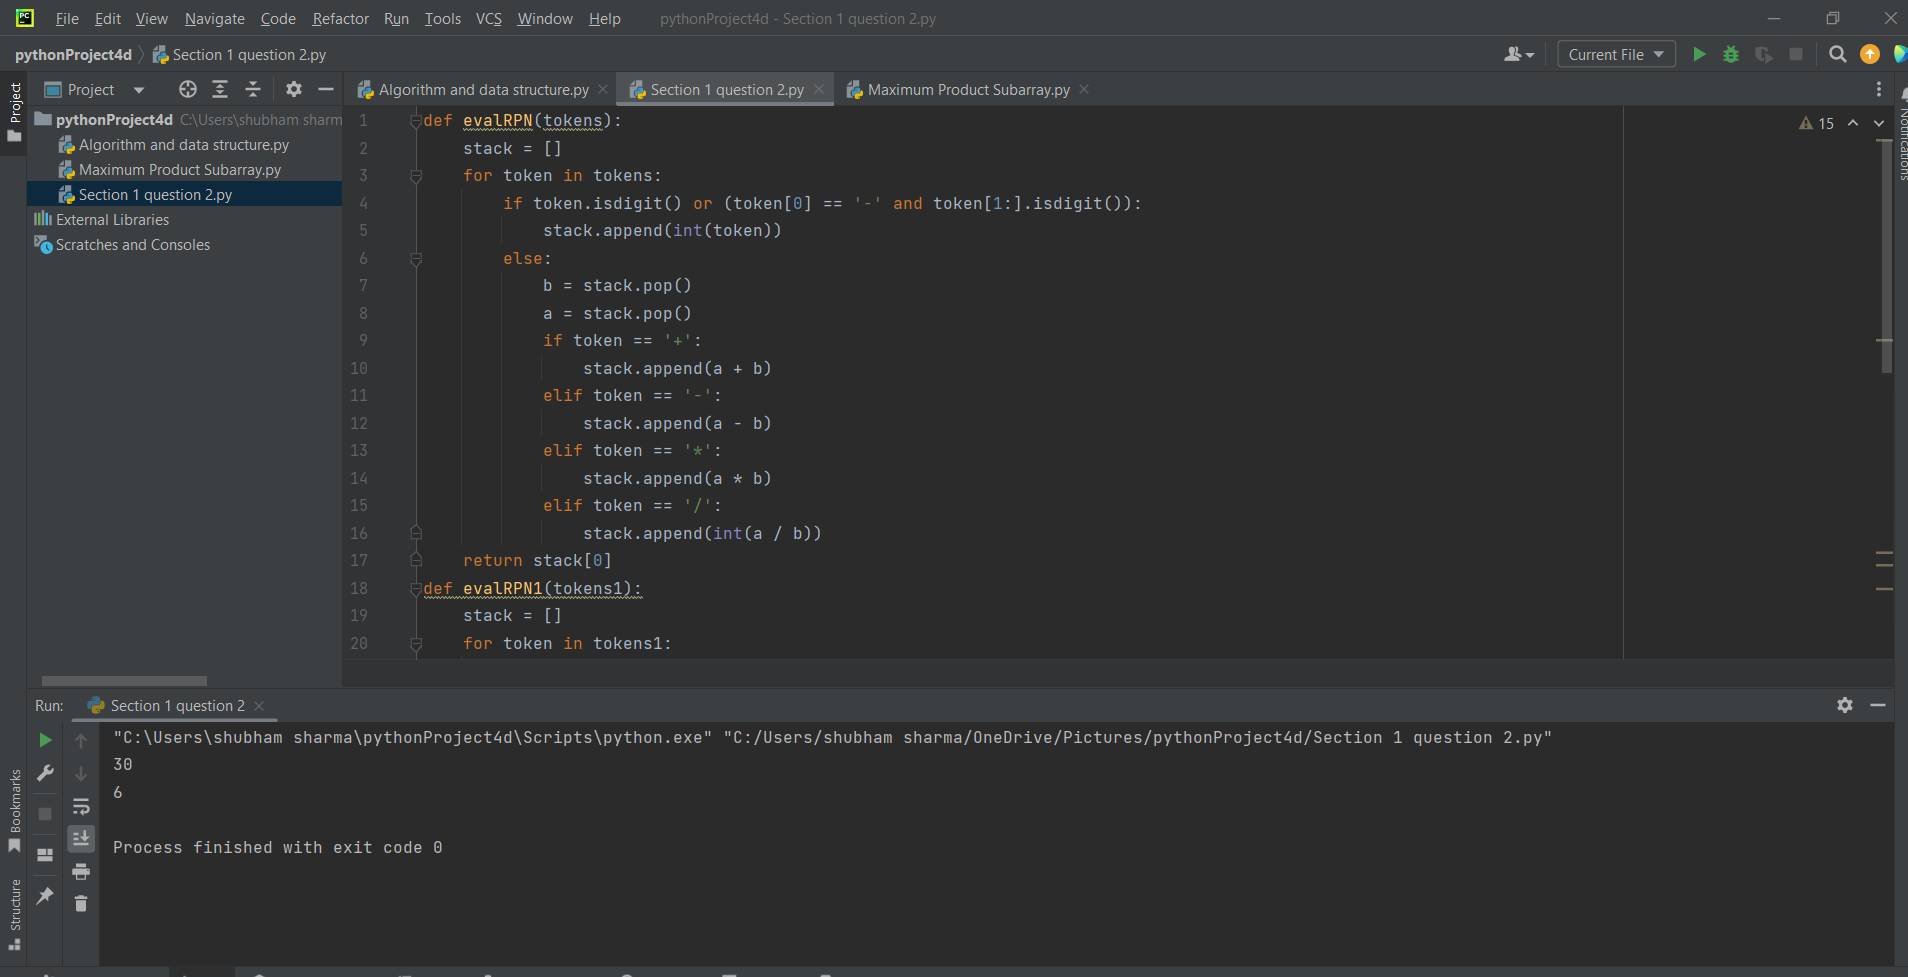 PC
File Edit View Navigate Code Refactor Run Tools VCS Window Help pythonProject4d - Section 1 question 2.py
pythonProject4d Section 1 question 2.py Current File
Project Project Algorithm and data structure.py Section 1 question 2.py Maximum Product Subarray.py Notifications
pythonProject4d C:\Users\shubham sharm
Algorithm and data structure.py
Maximum Product Subarray.py
Section 1 question 2.py
External Libraries
Scratches and Consoles
15
1 def evalRPN(tokens):
2 stack = []
3 for token in tokens:
4 if token.isdigit() or (token[0] == '-' and token[1:].isdigit()):
5 stack.append(int(token))
6 else:
7 b = stack.pop()
8 a = stack.pop()
9 if token == '+':
10 stack.append(a + b)
11 elif token == '-':
12 stack.append(a - b)
13 elif token == '*':
14 stack.append(a * b)
15 elif token == '/':
16 stack.append(int(a / b))
17 return stack[0]
18 def evalRPN1(tokens1):
19 stack = []
20 for token in tokens1:
Run: Section 1 question 2
"C:\Users\shubham sharma\pythonProject4d\Scripts\python.exe" "C:/Users/shubham sharma/OneDrive/Pictures/pythonProject4d/Section 1 question 2.py"
30
6
Process finished with exit code 0
Bookmarks
Structure